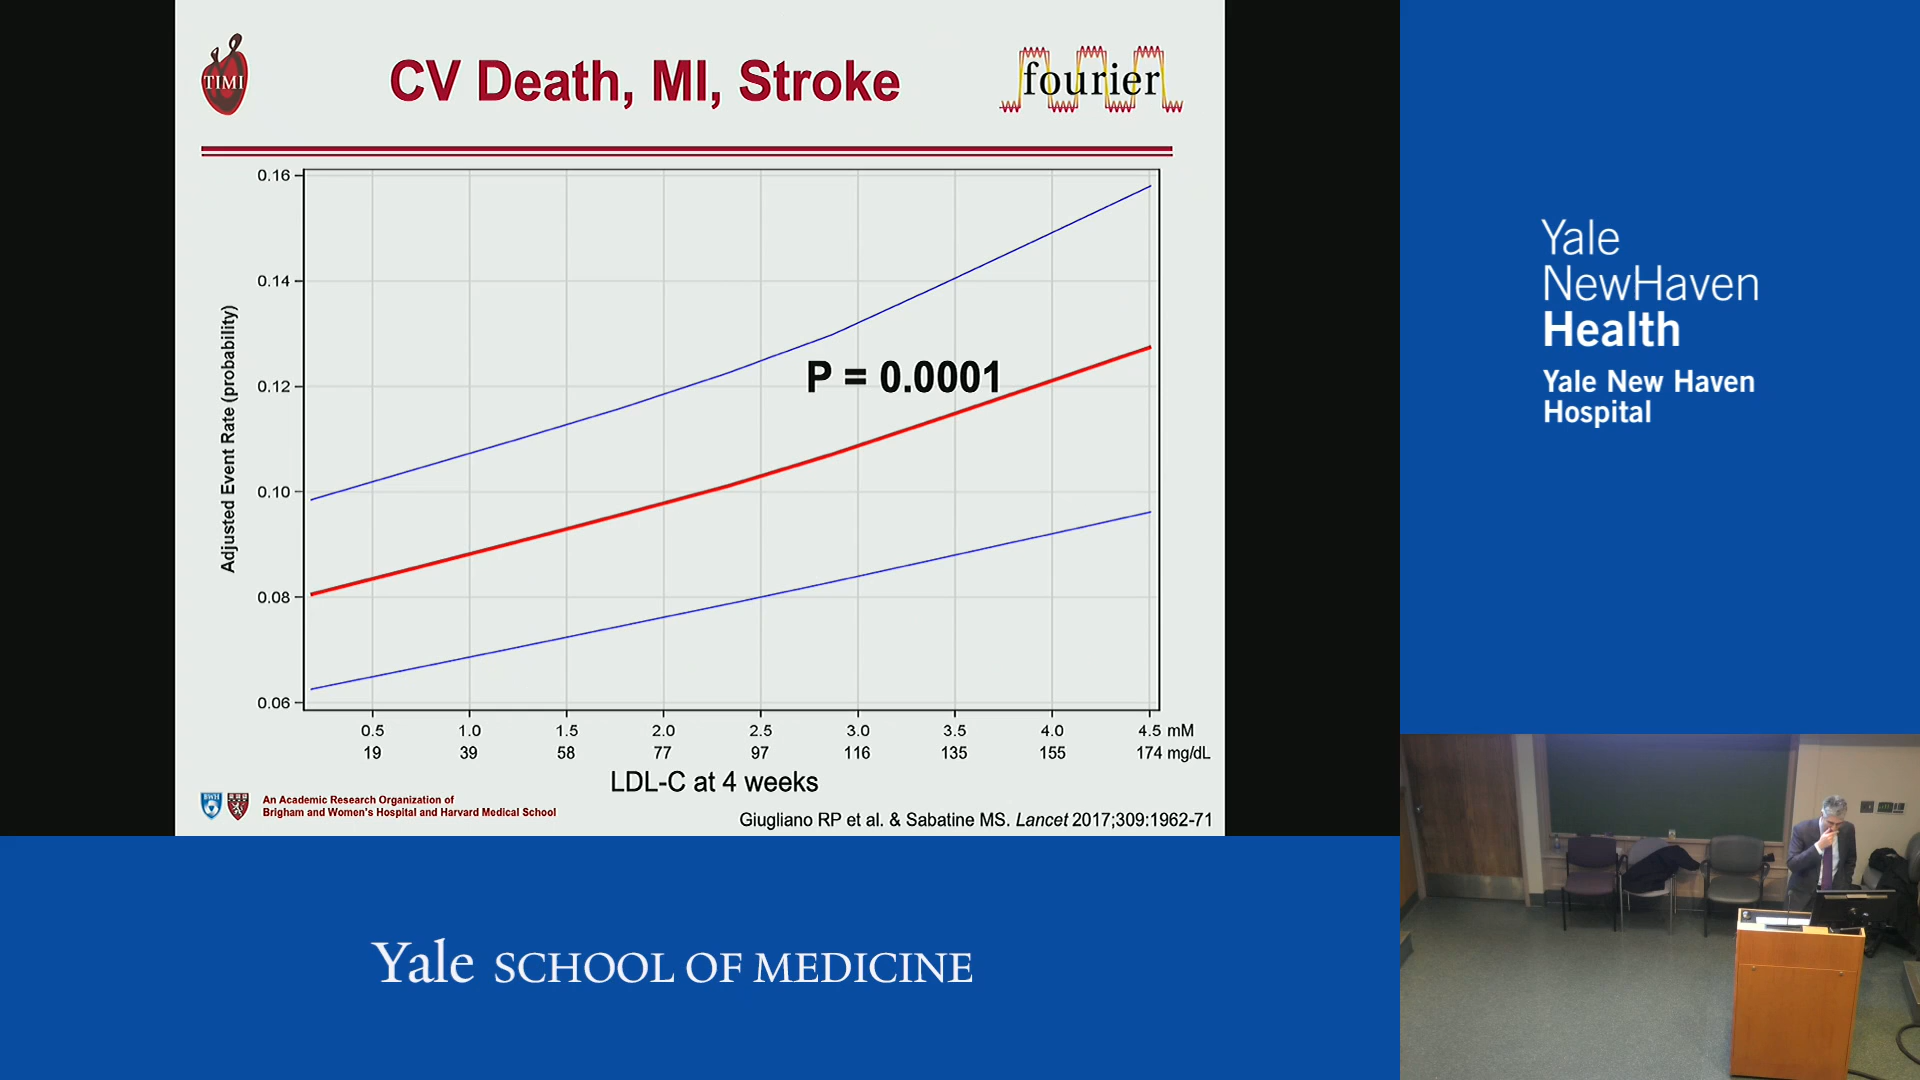 TIMI
CV Death, MI, Stroke
fourier
0.16
0.14
0.12
0.10
0.08
0.06
Adjusted Event Rate (probability)
P = 0.0001
0.5 1.0 1.5 2.0 2.5 3.0 3.5 4.0 4.5 mM
19 39 58 77 97 116 135 155 174 mg/dL
LDL-C at 4 weeks
BWH
An Academic Research Organization of
Brigham and Women's Hospital and Harvard Medical School
Giugliano RP et al. & Sabatine MS. Lancet 2017;309:1962-71
Yale
NewHaven
Health
Yale New Haven
Hospital
Yale SCHOOL OF MEDICINE